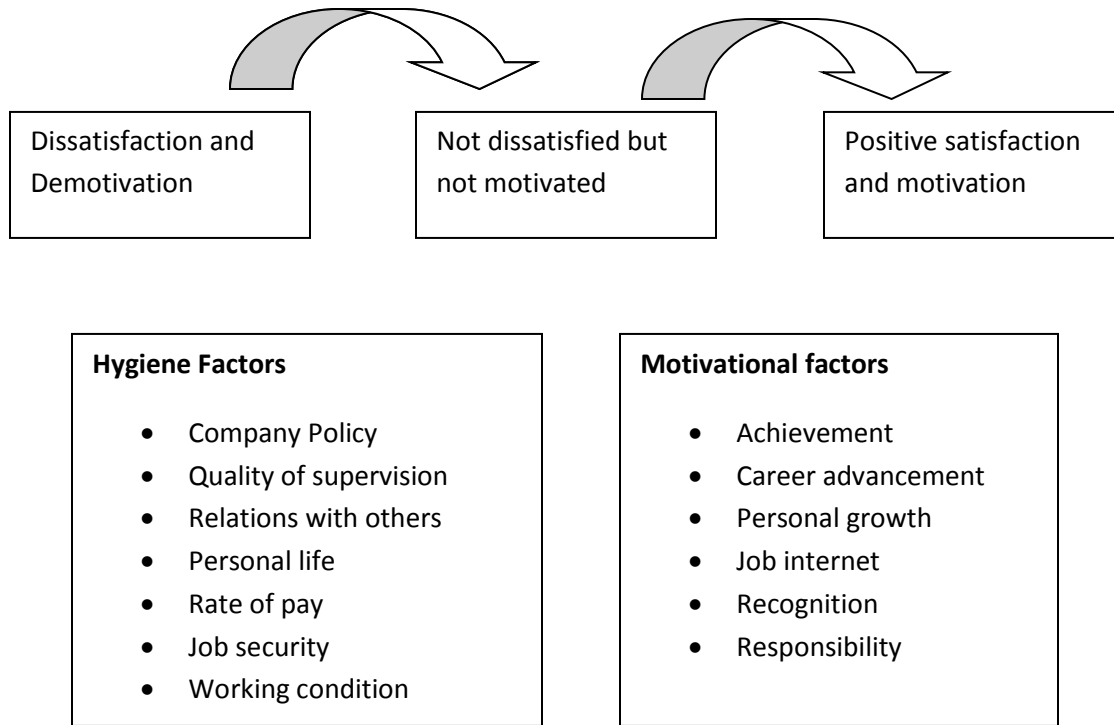 Dissatisfaction and
Demotivation
Not dissatisfied but
not motivated
Positive satisfaction
and motivation
Hygiene Factors
• Company Policy
• Quality of supervision
• Relations with others
• Personal life
• Rate of pay
• Job security
• Working condition
Motivational factors
• Achievement
• Career advancement
• Personal growth
• Job internet
• Recognition
• Responsibility